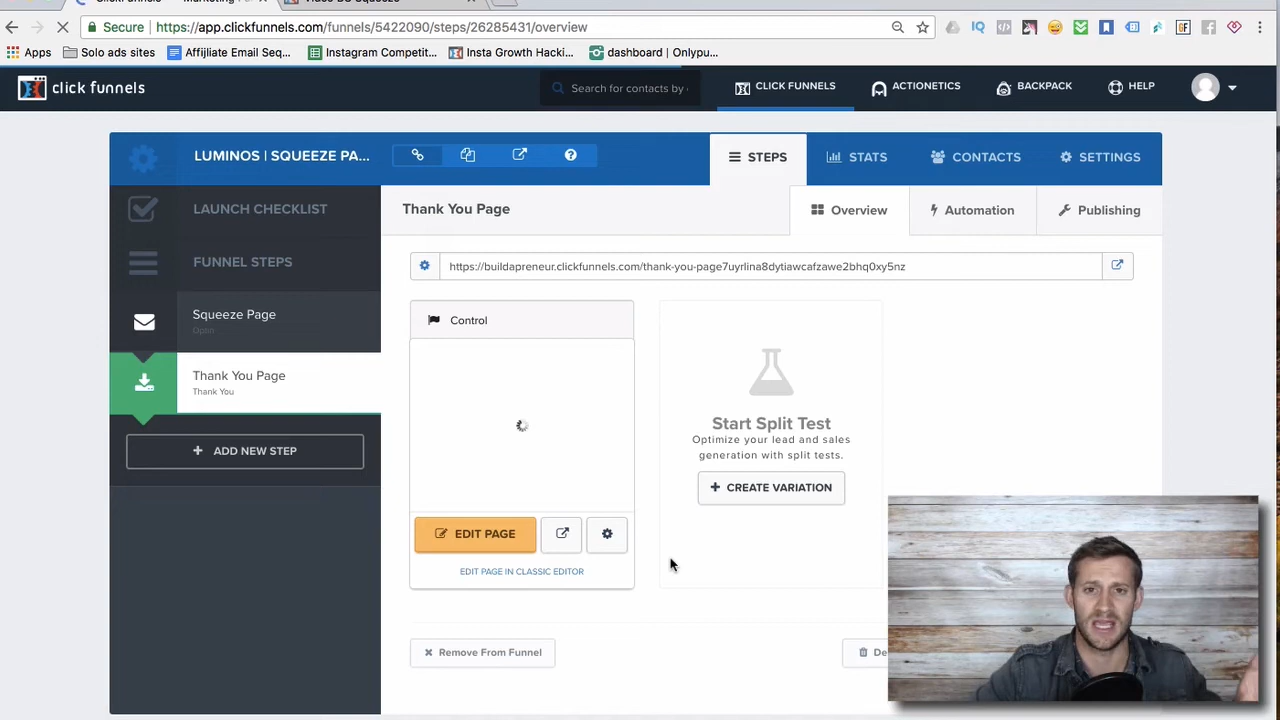 Secure | https://app.clickfunnels.com/funnels/5422090/steps/26285431/overview
Apps Solo ads sites Affiliate Email Seq... Instagram Competit... Insta Growth Hacki... dashboard | Onlypu...
click funnels Search for contacts by CLICK FUNNELS ACTIONETICS BACKPACK HELP
LUMINOS | SQUEEZE PA... STEPS STATS CONTACTS SETTINGS
LAUNCH CHECKLIST
Thank You Page Overview Automation Publishing
FUNNEL STEPS
https://buildapreneur.clickfunnels.com/thank-you-page7uyrlina8dytiawcafzawe2bhq0xy5nz
Squeeze Page
Optin
Control
Thank You Page
Thank You
Start Split Test
Optimize your lead and sales
generation with split tests.
+ ADD NEW STEP
+ CREATE VARIATION
EDIT PAGE
EDIT PAGE IN CLASSIC EDITOR
Remove From Funnel